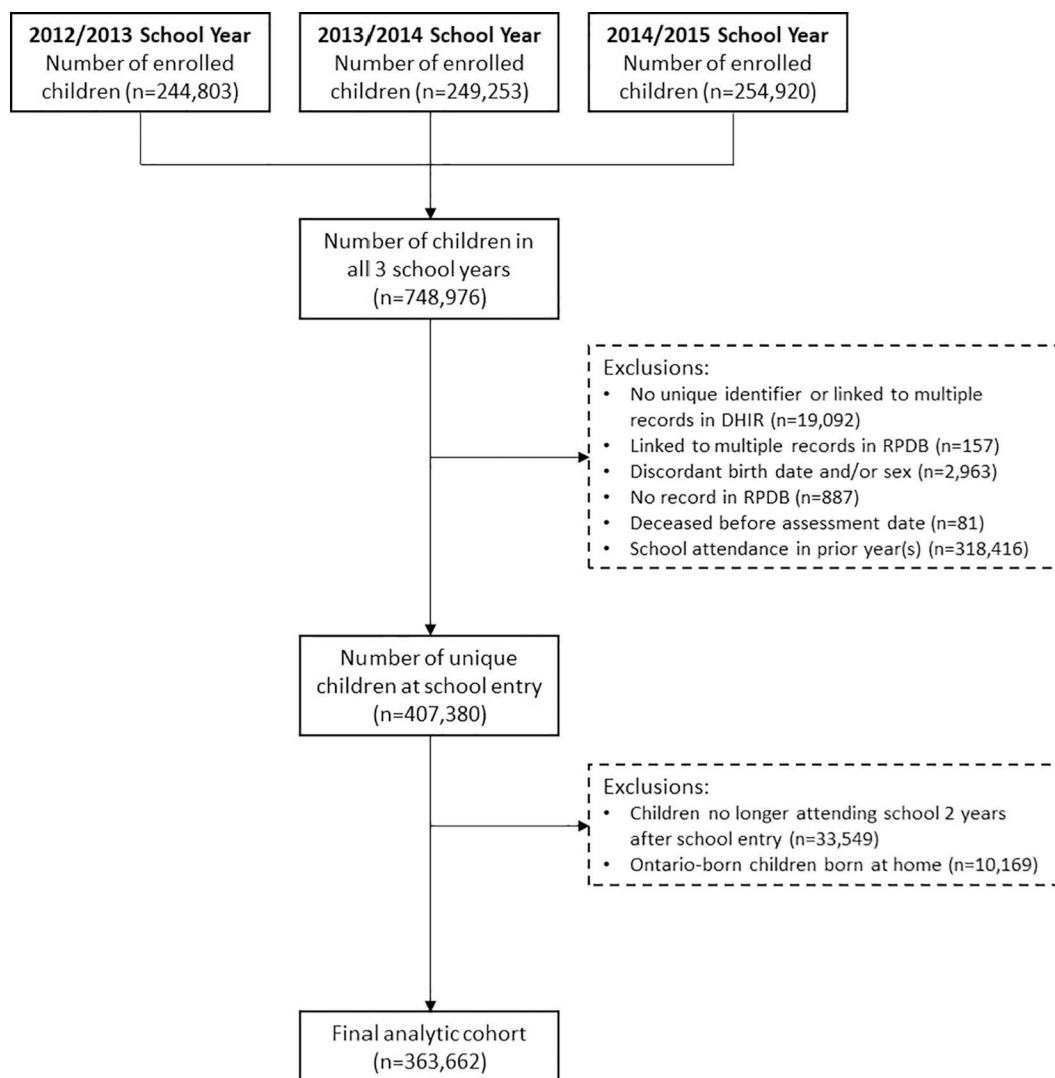 2012/2013 School Year
Number of enrolled
children (n=244,803)
2013/2014 School Year
Number of enrolled
children (n=249,253)
2014/2015 School Year
Number of enrolled
children (n=254,920)
Number of children in
all 3 school years
(n=748,976)
Exclusions:
• No unique identifier or linked to multiple
records in DHIR (n=19,092)
• Linked to multiple records in RPDB (n=157)
• Discordant birth date and/or sex (n=2,963)
• No record in RPDB (n=887)
• Deceased before assessment date (n=81)
• School attendance in prior year(s) (n=318,416)
Number of unique
children at school entry
(n=407,380)
Exclusions:
• Children no longer attending school 2 years
after school entry (n=33,549)
• Ontario-born children born at home (n=10,169)
Final analytic cohort
(n=363,662)